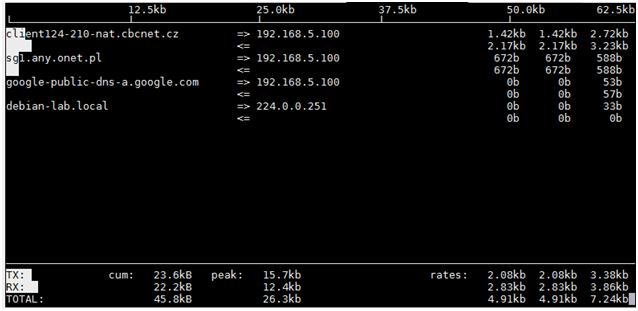 12.5kb 25.0kb 37.5kb 50.0kb 62.5kb
client124-210-nat.cbcnet.cz => 192.168.5.100 1.42kb 1.42kb 2.72kb
<= 2.17kb 2.17kb 3.23kb
sg1.any.onet.pl => 192.168.5.100 672b 672b 588b
<= 672b 672b 588b
google-public-dns-a.google.com => 192.168.5.100 0b 0b 53b
<= 0b 0b 57b
debian-lab.local => 224.0.0.251 0b 0b 33b
<= 0b 0b 0b
TX: cum: 23.6kB peak: 15.7kb rates: 2.08kb 2.08kb 3.38kb
RX: 22.2kB 12.4kb 2.83kb 2.83kb 3.86kb
TOTAL: 45.8kB 26.3kb 4.91kb 4.91kb 7.24kb